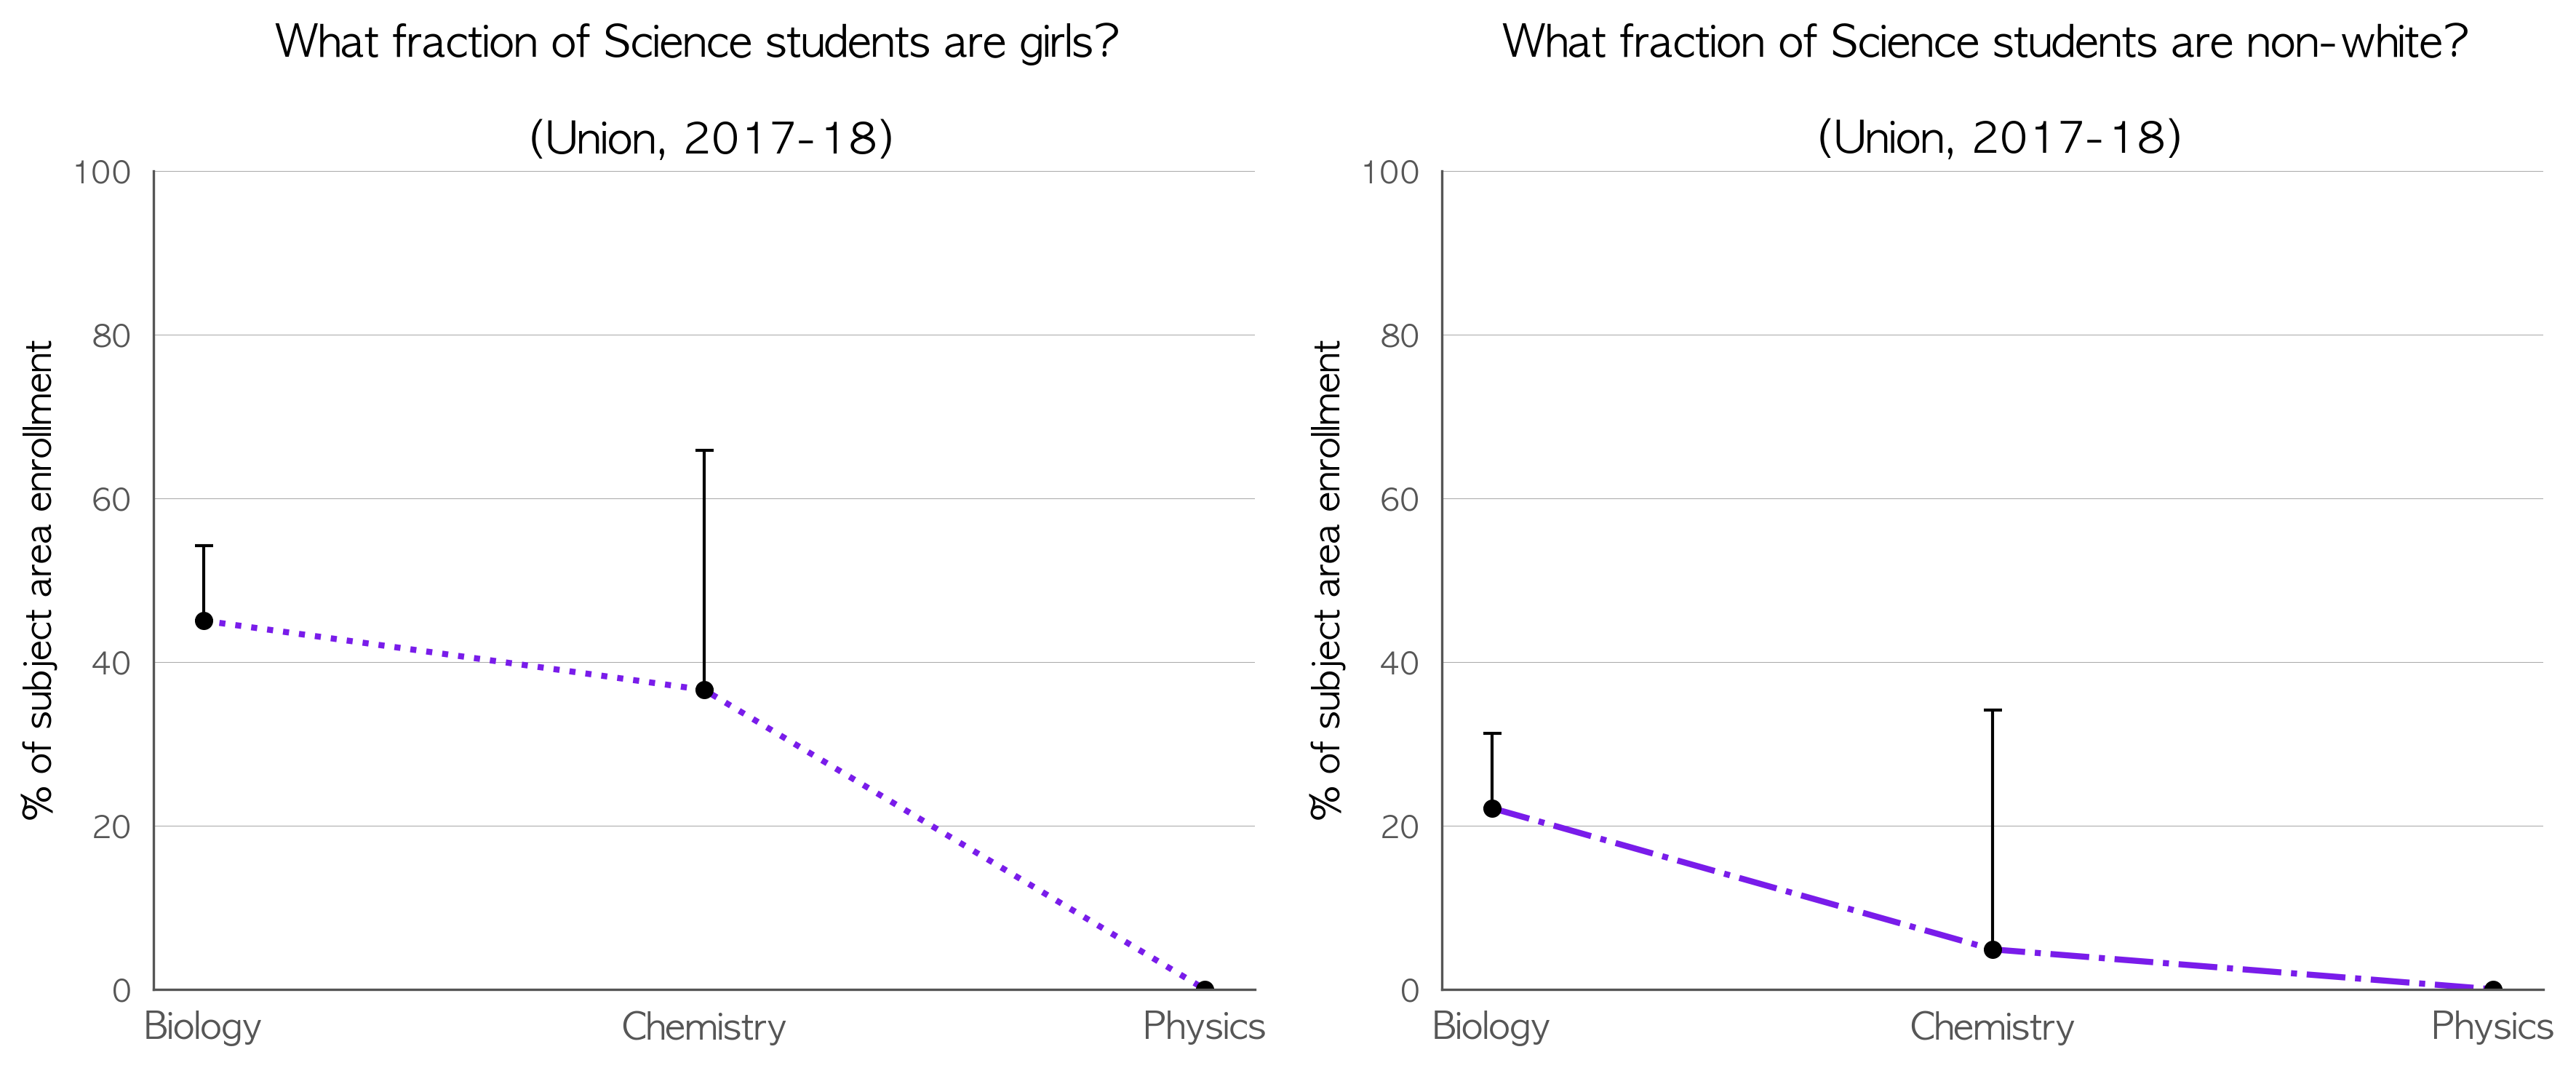 What fraction of Science students are girls?
(Union, 2017-18)
100
80
60
40
20
0
% of subject area enrollment
Biology
Chemistry
Physics
What fraction of Science students are non-white?
(Union, 2017-18)
100
80
60
40
20
0
% of subject area enrollment
Biology
Chemistry
Physics